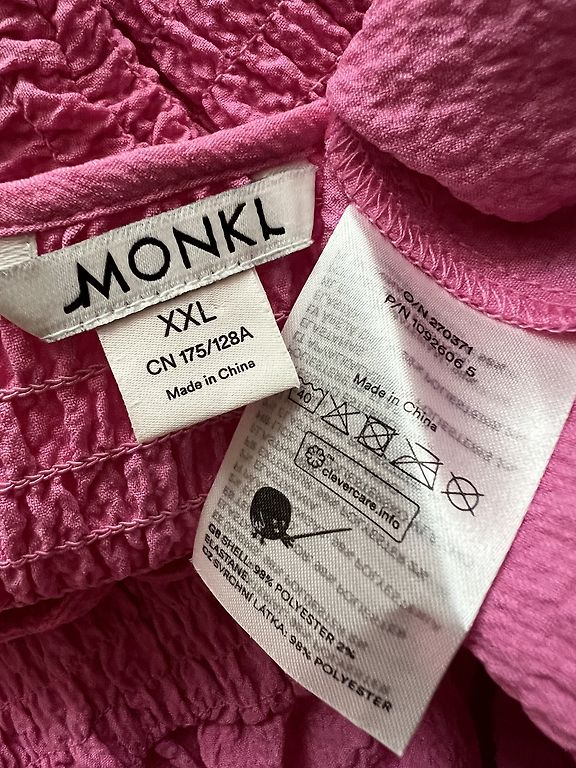 MONKI
XXL
CN 175/128A
Made in China
O/N 270371
P/N 1092606 5
Made in China
40
clevercare.info
GB SHELL: 98% POLYESTER 2%
ELASTANE.
CZ SVRCHNÍ LÁTKA: 98% POLYESTER